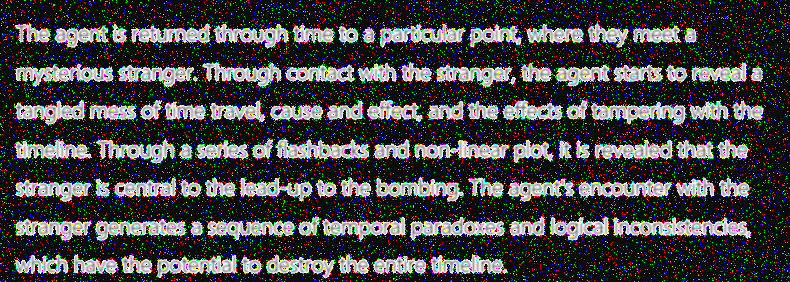 The agent is returned through time to a particular point, where they meet a
mysterious stranger. Through contact with the stranger, the agent starts to reveal a
tangled mess of time travel, cause and effect, and the effects of tampering with the
timeline. Through a series of flashbacks and non-linear plot, it is revealed that the
stranger is central to the lead-up to the bombing. The agent's encounter with the
stranger generates a sequence of temporal paradoxes and logical inconsistencies,
which have the potential to destroy the entire timeline.